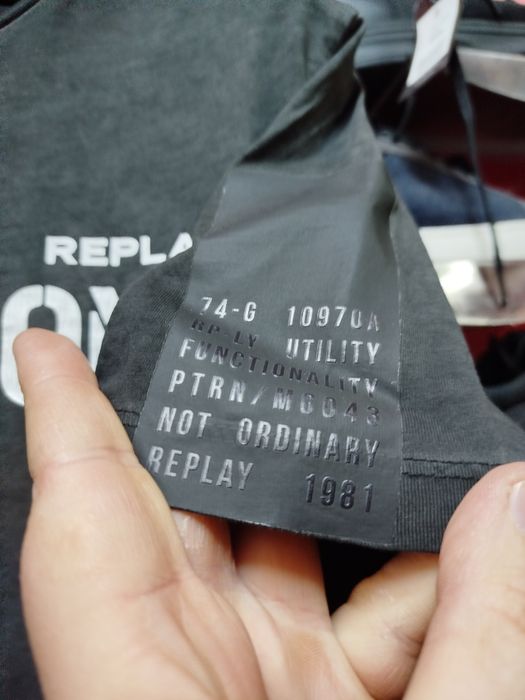 REPLA
74-G 10970A
RP-LY UTILITY
FUNCTIONALITY
PTRN/M6043
NOT ORDINARY
REPLAY 1981